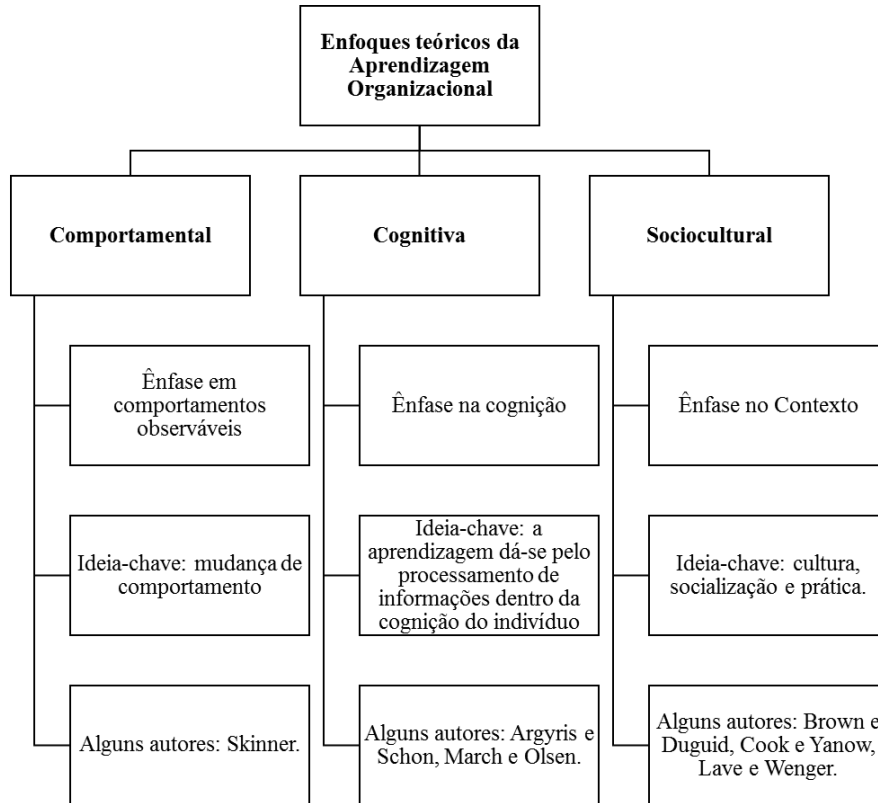 Enfoques teóricos da
Aprendizagem
Organizacional
Comportamental
Cognitiva
Sociocultural
Ênfase em
comportamentos
observáveis
Ênfase na cognição
Ênfase no Contexto
Ideia-chave: mudança de
comportamento
Ideia-chave: a
aprendizagem dá-se pelo
processamento de
informações dentro da
cognição do indivíduo
Ideia-chave: cultura,
socialização e prática.
Alguns autores: Skinner.
Alguns autores: Argyris e
Schon, March e Olsen.
Alguns autores: Brown e
Duguid, Cook e Yanow,
Lave e Wenger.